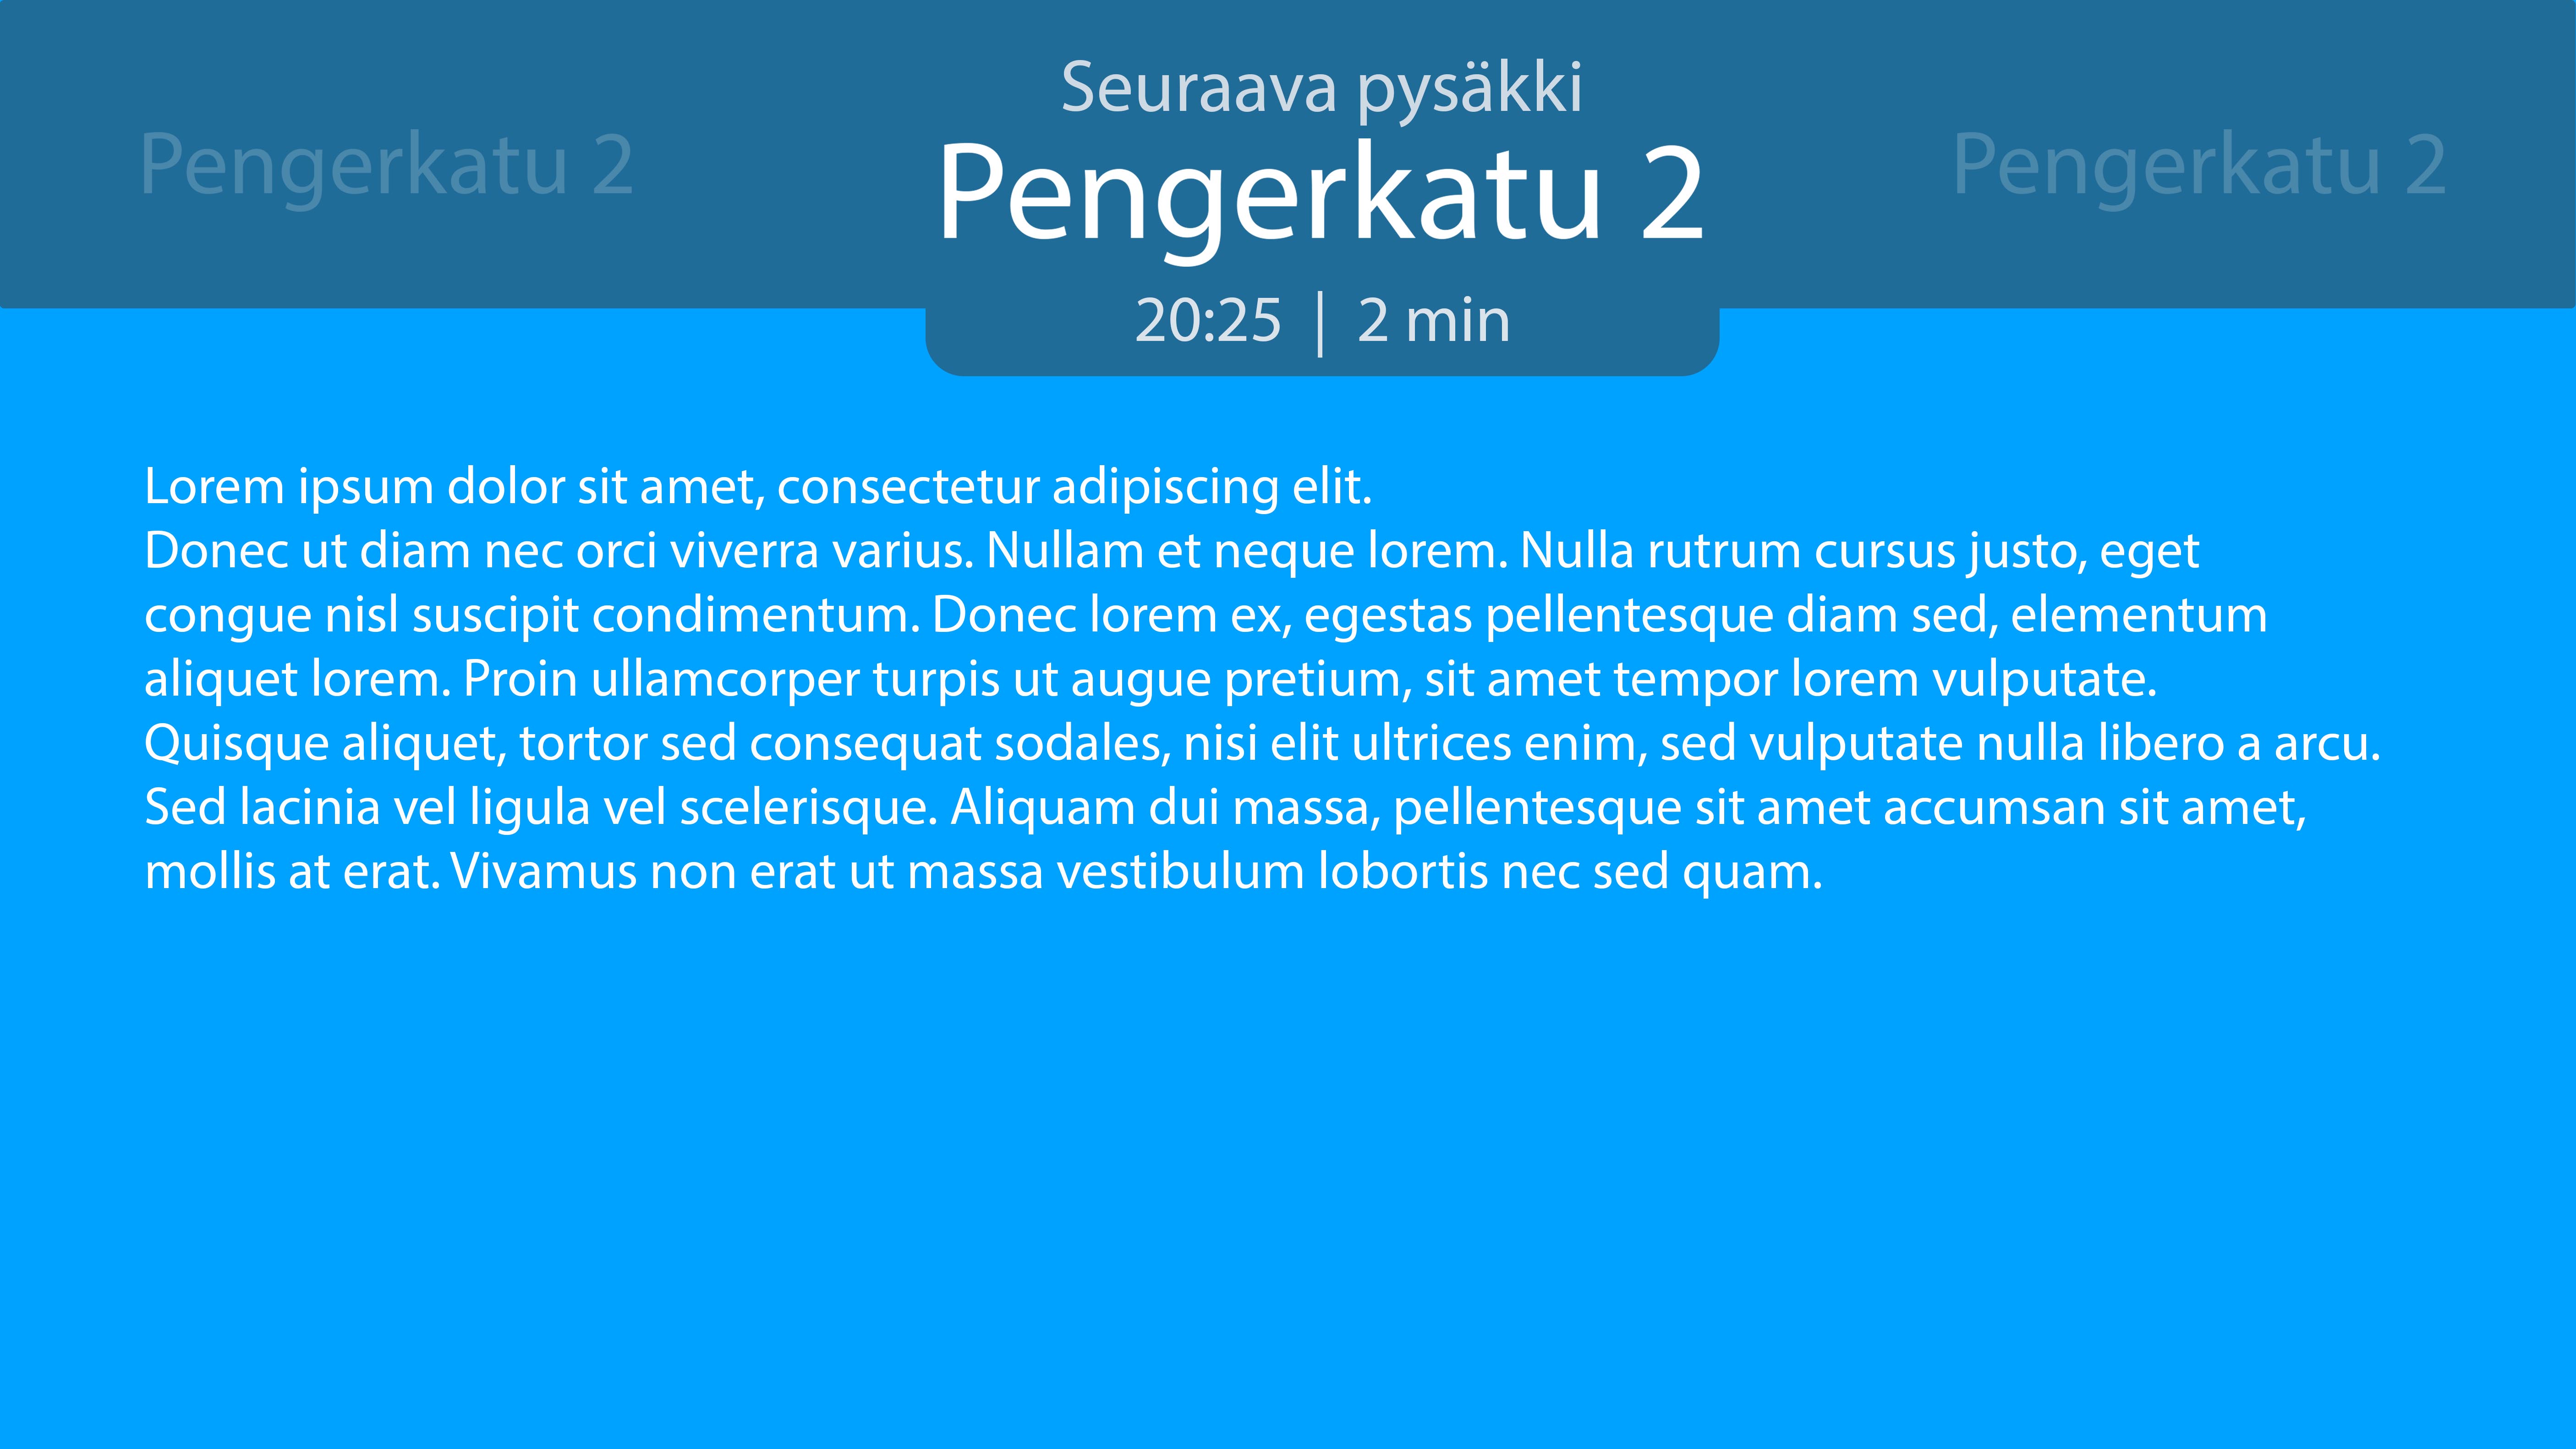 Seuraava pysäkki
Pengerkatu 2
Pengerkatu 2
Pengerkatu 2
20:25 | 2 min
Lorem ipsum dolor sit amet, consectetur adipiscing elit.
Donec ut diam nec orci viverra varius. Nullam et neque lorem. Nulla rutrum cursus justo, eget
congue nisl suscipit condimentum. Donec lorem ex, egestas pellentesque diam sed, elementum
aliquet lorem. Proin ullamcorper turpis ut augue pretium, sit amet tempor lorem vulputate.
Quisque aliquet, tortor sed consequat sodales, nisi elit ultrices enim, sed vulputate nulla libero a arcu.
Sed lacinia vel ligula vel scelerisque. Aliquam dui massa, pellentesque sit amet accumsan sit amet,
mollis at erat. Vivamus non erat ut massa vestibulum lobortis nec sed quam.